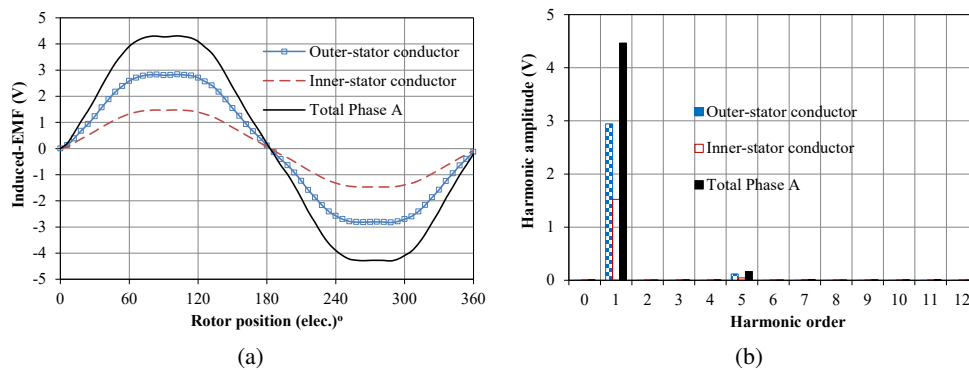 5
4
3
2
1
0
-1
-2
-3
-4
-5
Induced-EMF (V)
Outer-stator conductor
Inner-stator conductor
Total Phase A
0 60 120 180 240 300 360
Rotor position (elec.)º
(a)
5
4
3
2
1
0
Harmonic amplitude (V)
Outer-stator conductor
Inner-stator conductor
Total Phase A
0 1 2 3 4 5 6 7 8 9 10 11 12
Harmonic order
(b)